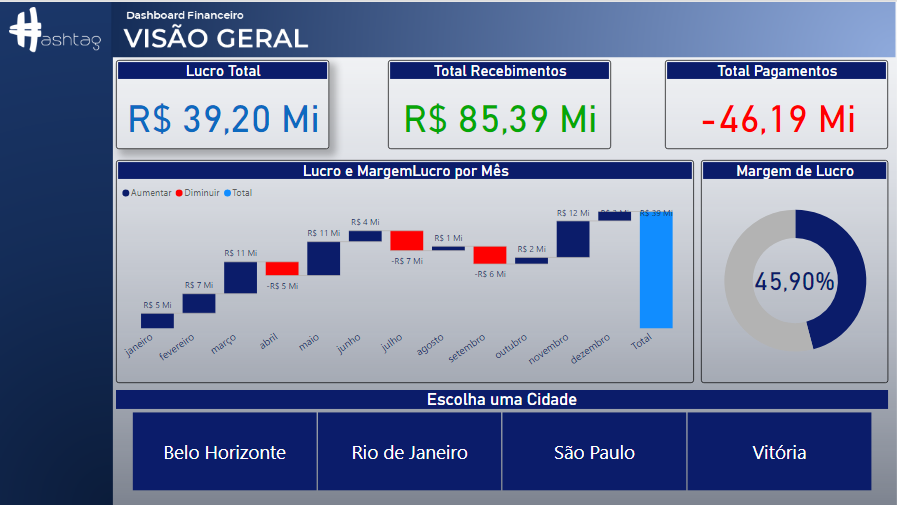 Hashtag
Dashboard Financeiro
VISÃO GERAL
Lucro Total
R$ 39,20 Mi
Total Recebimentos
R$ 85,39 Mi
Total Pagamentos
-46,19 Mi
Lucro e MargemLucro por Mês
Aumentar Diminuir Total
R$ 5 Mi
R$ 7 Mi
R$ 11 Mi
-R$ 5 Mi
R$ 11 Mi
R$ 4 Mi
-R$ 7 Mi
R$ 1 Mi
-R$ 6 Mi
R$ 2 Mi
R$ 12 Mi
R$ 39 Mi
janeiro
fevereiro
março
abril
maio
junho
julho
agosto
setembro
outubro
novembro
dezembro
Total
Margem de Lucro
45,90%
Escolha uma Cidade
Belo Horizonte
Rio de Janeiro
São Paulo
Vitória